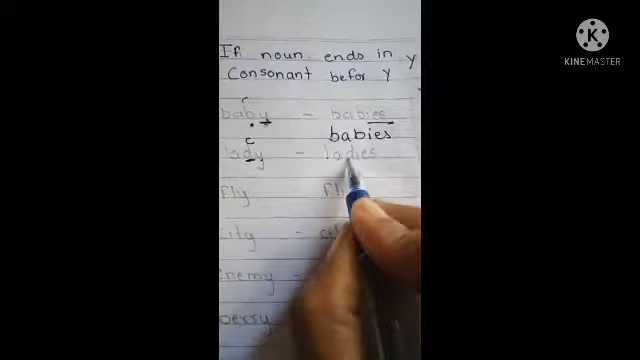 If noun ends in y
Consonant befor y
c
baby - babies
babies
c
lady - ladies
Fly
City -
Enemy -
berry
KINEMASTER